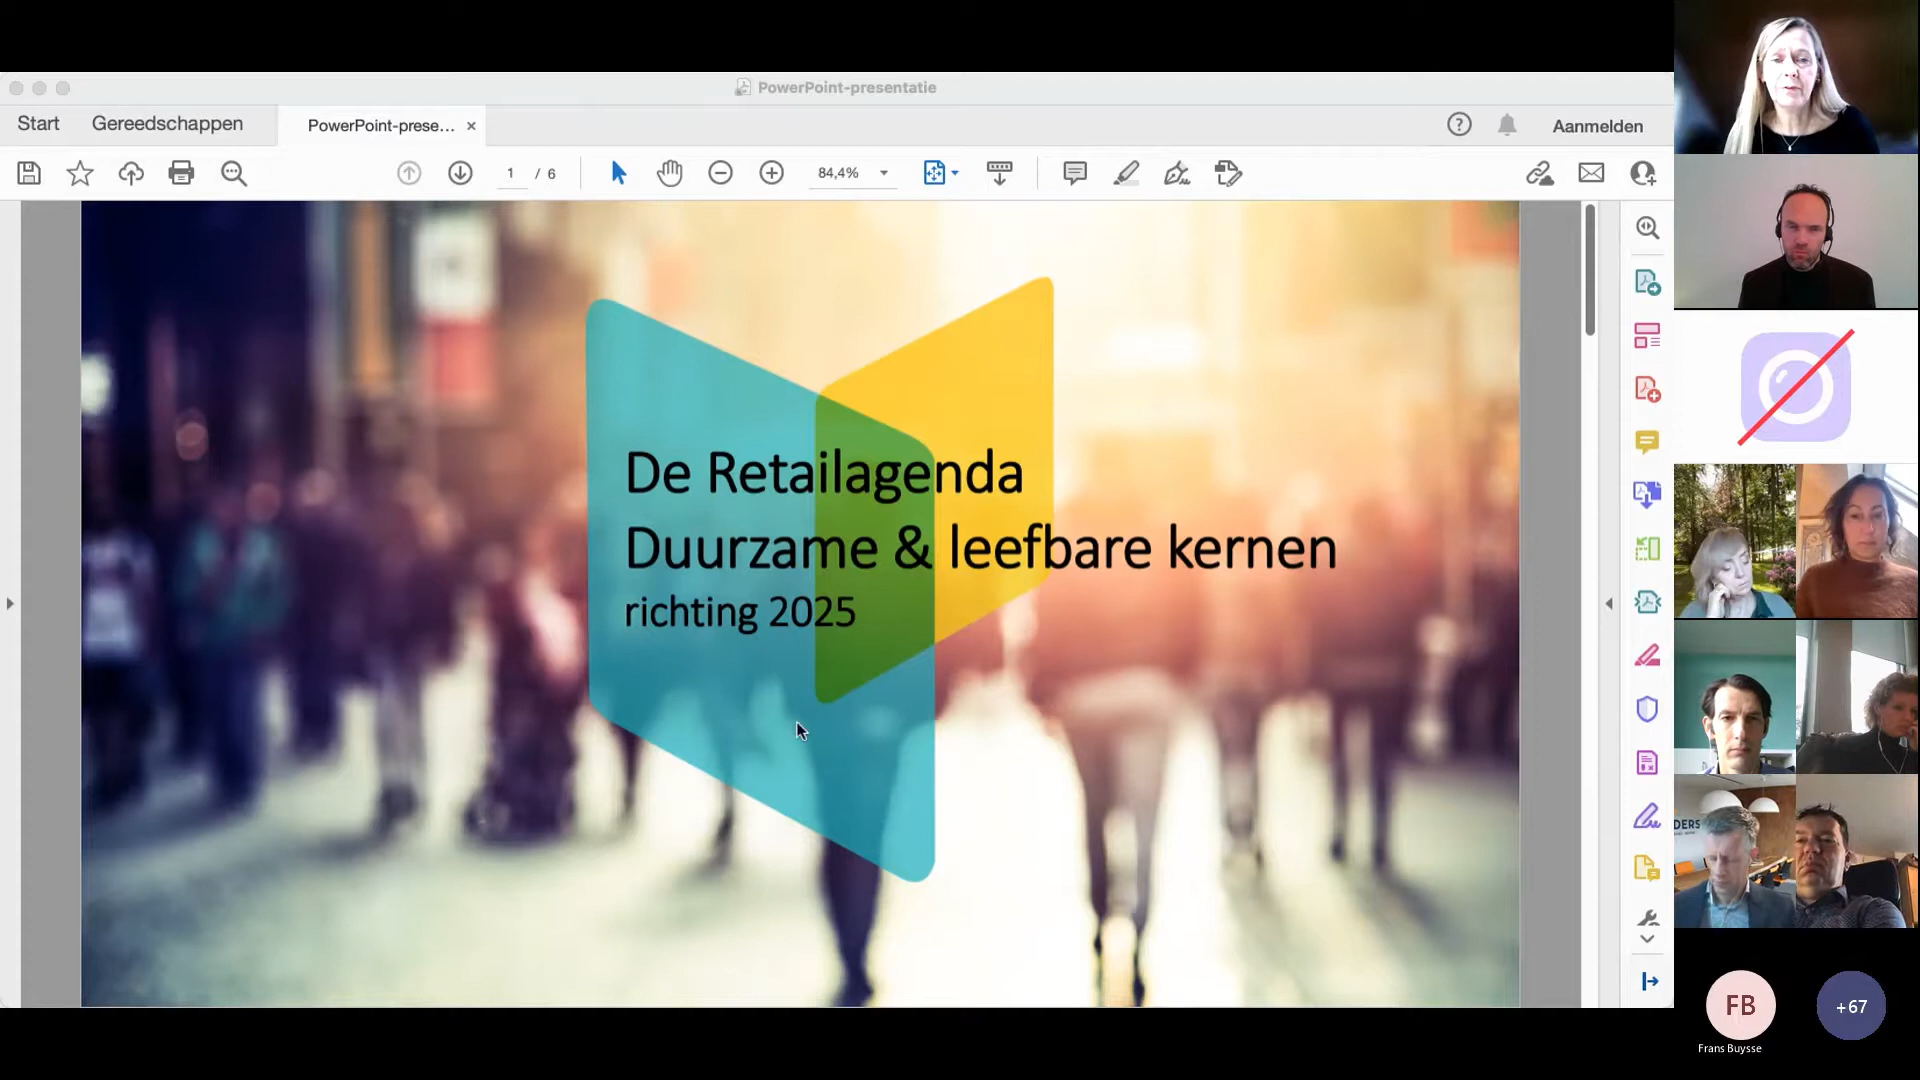 PowerPoint-presentatie
Start
Gereedschappen
PowerPoint-prese...
Aanmelden
1 / 6
84,4%
De Retailagenda
Duurzame & leefbare kernen
richting 2025
DERS
FB
+67
Frans Buysse